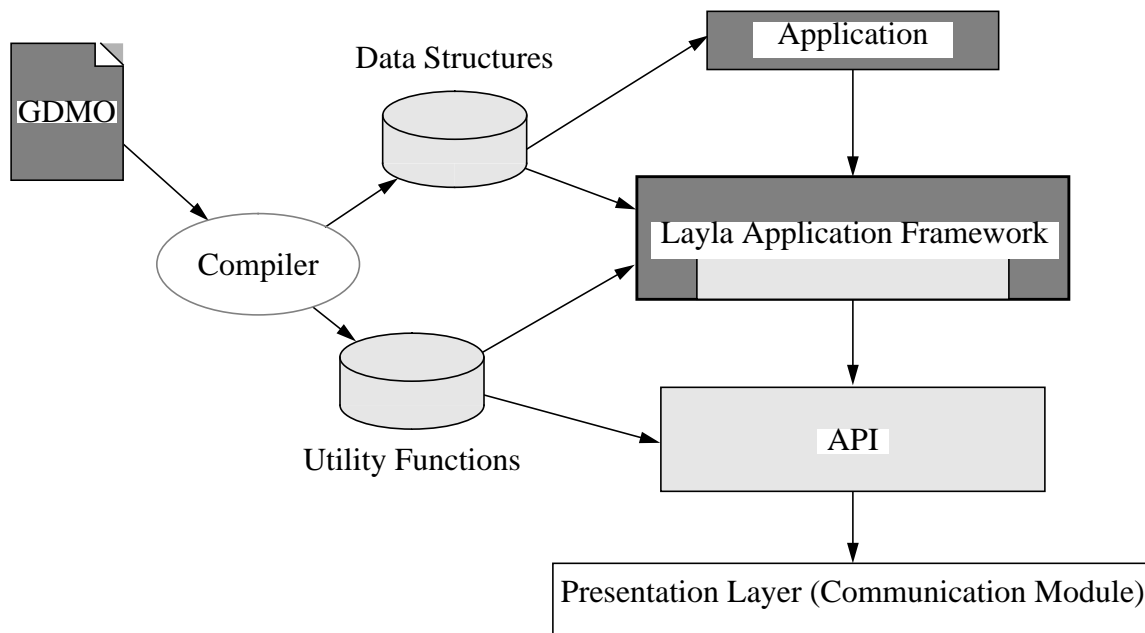 Application
Data Structures
GDMO
Layla Application Framework
Compiler
API
Utility Functions
Presentation Layer (Communication Module)